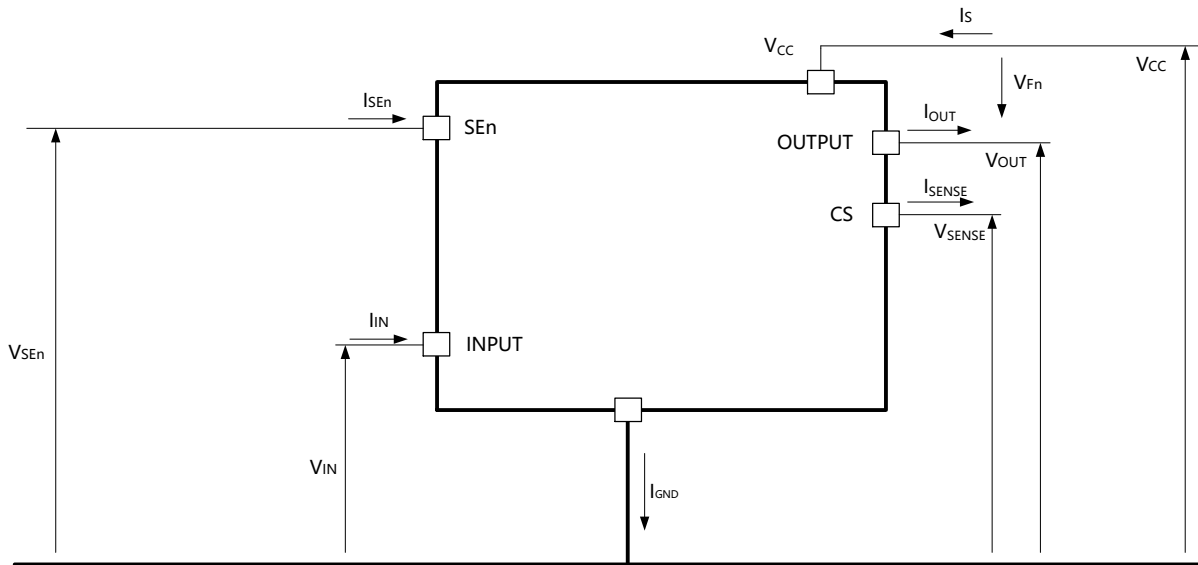 IS
VCC
VCC
VFn
ISEn
SEn
IOUT
OUTPUT
VOUT
ISENSE
CS
VSENSE
IIN
INPUT
VSEn
VIN
IGND